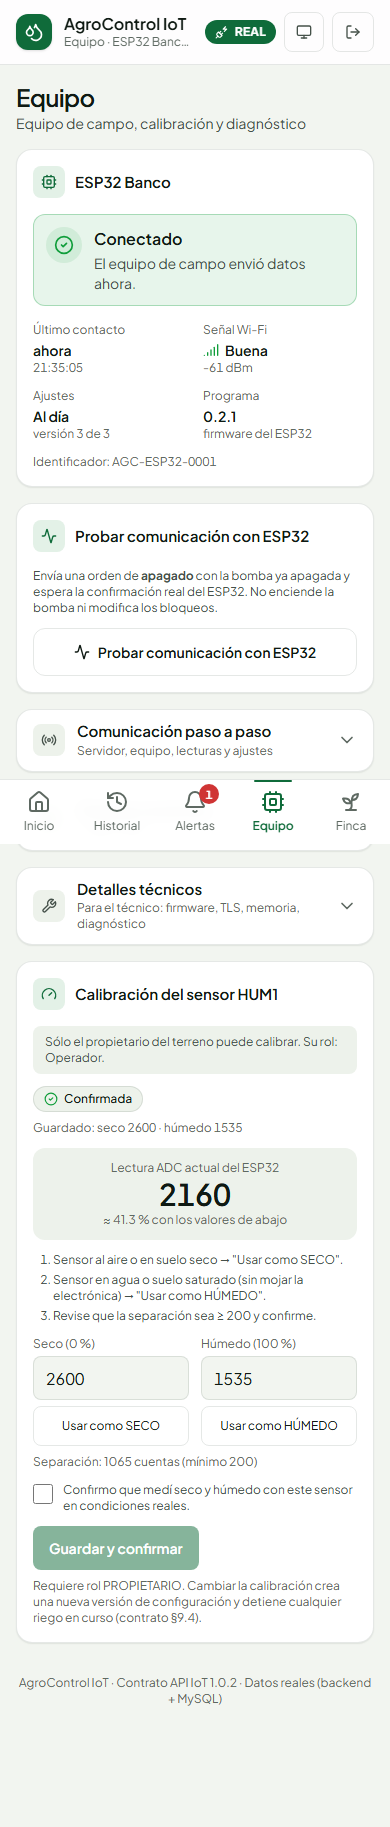 AgroControl IoT
Equipo · ESP32 Banc...
REAL
Equipo
Equipo de campo, calibración y diagnóstico
ESP32 Banco
Conectado
El equipo de campo envió datos
ahora.
Último contacto
Señal Wi-Fi
ahora
Buena
21:35:05
-61 dBm
Ajustes
Programa
Al día
0.2.1
versión 3 de 3
firmware del ESP32
Identificador: AGC-ESP32-0001
Probar comunicación con ESP32
Envía una orden de apagado con la bomba ya apagada y
espera la confirmación real del ESP32. No enciende la
bomba ni modifica los bloqueos.
Probar comunicación con ESP32
Comunicación paso a paso
Servidor, equipo, lecturas y ajustes
1
Inicio
Historial
Alertas
Equipo
Finca
Detalles técnicos
Para el técnico: firmware, TLS, memoria,
diagnóstico
Calibración del sensor HUM1
Sólo el propietario del terreno puede calibrar. Su rol:
Operador.
Confirmada
Guardado: seco 2600 · húmedo 1535
Lectura ADC actual del ESP32
2160
≈ 41.3 % con los valores de abajo
1. Sensor al aire o en suelo seco → "Usar como SECO".
2. Sensor en agua o suelo saturado (sin mojar la
electrónica) → "Usar como HÚMEDO".
3. Revise que la separación sea ≥ 200 y confirme.
Seco (0 %)
Húmedo (100 %)
2600
1535
Usar como SECO
Usar como HÚMEDO
Separación: 1065 cuentas (mínimo 200)
Confirmo que medí seco y húmedo con este sensor
en condiciones reales.
Guardar y confirmar
Requiere rol PROPIETARIO. Cambiar la calibración crea
una nueva versión de configuración y detiene cualquier
riego en curso (contrato §9.4).
AgroControl IoT · Contrato API IoT 1.0.2 · Datos reales (backend
+ MySQL)